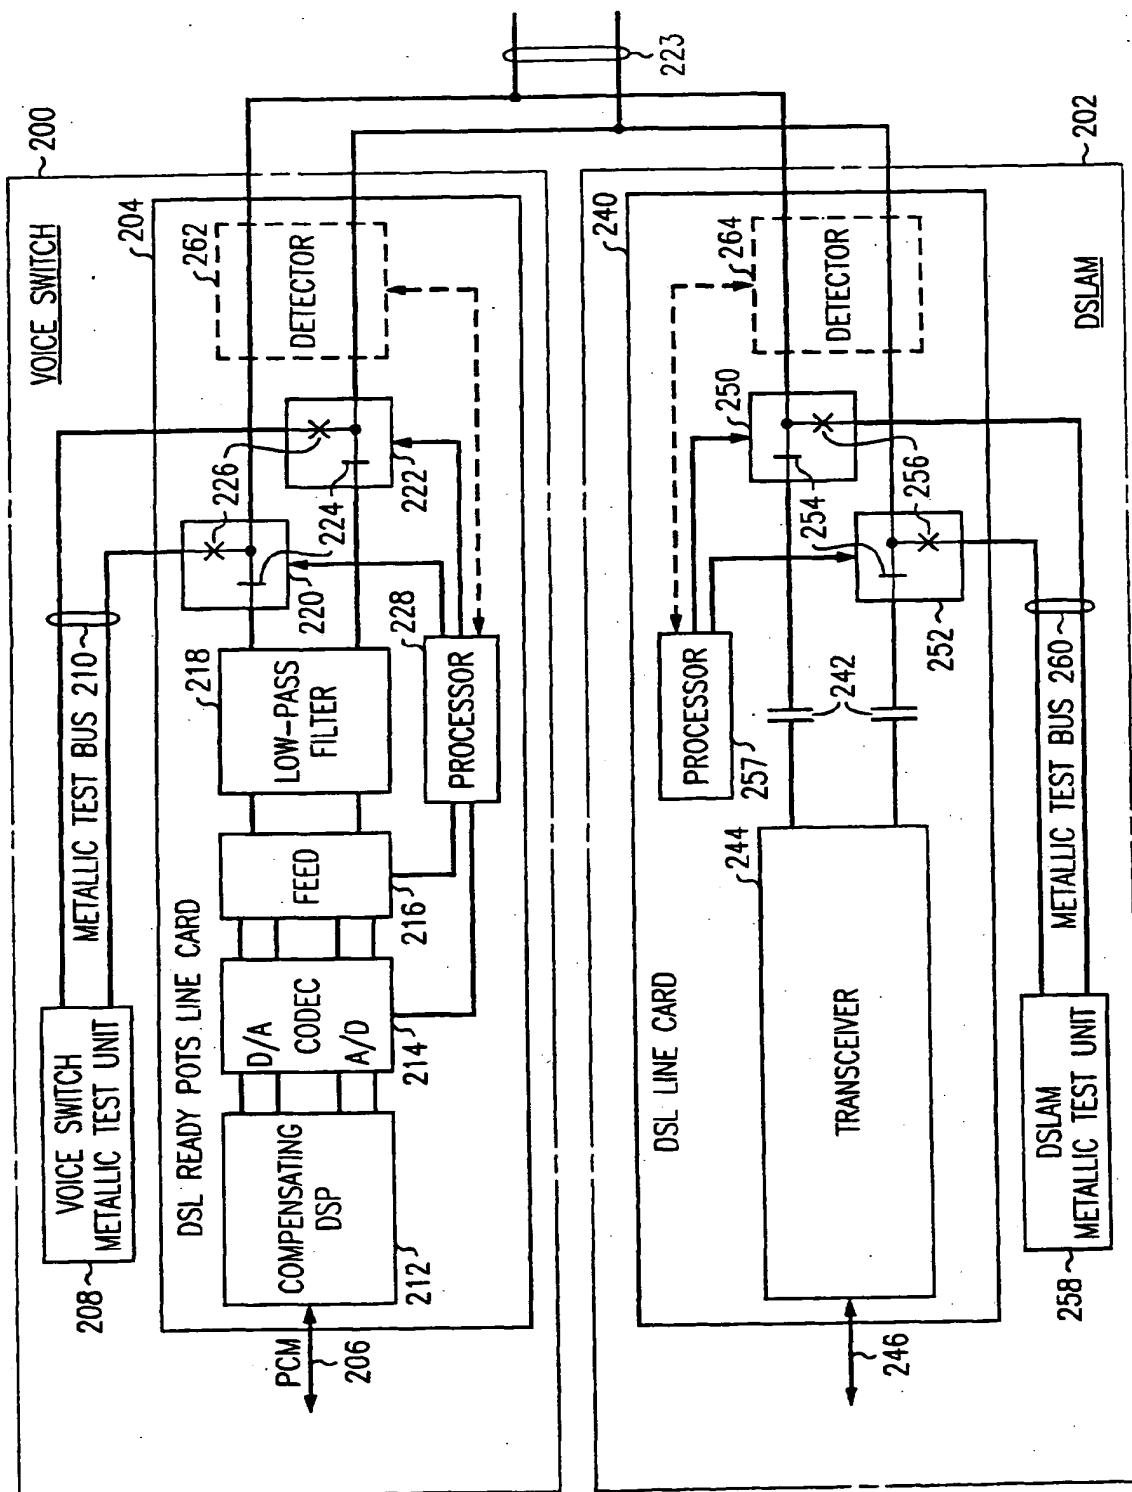 VOICE SWITCH
200
VOICE SWITCH
METALLIC TEST UNIT
208
METALLIC TEST BUS 210
DSL READY POTS LINE CARD
204
PCM
206
COMPENSATING
DSP
212
D/A
CODEC
A/D
214
FEED
216
LOW-PASS
FILTER
218
220
222
224
226
PROCESSOR
228
DETECTOR
262
223
DSLAM
202
DSL LINE CARD
240
246
TRANSCEIVER
244
242
PROCESSOR
257
250
252
254
256
DETECTOR
264
DSLAM
METALLIC TEST UNIT
258
METALLIC TEST BUS 260